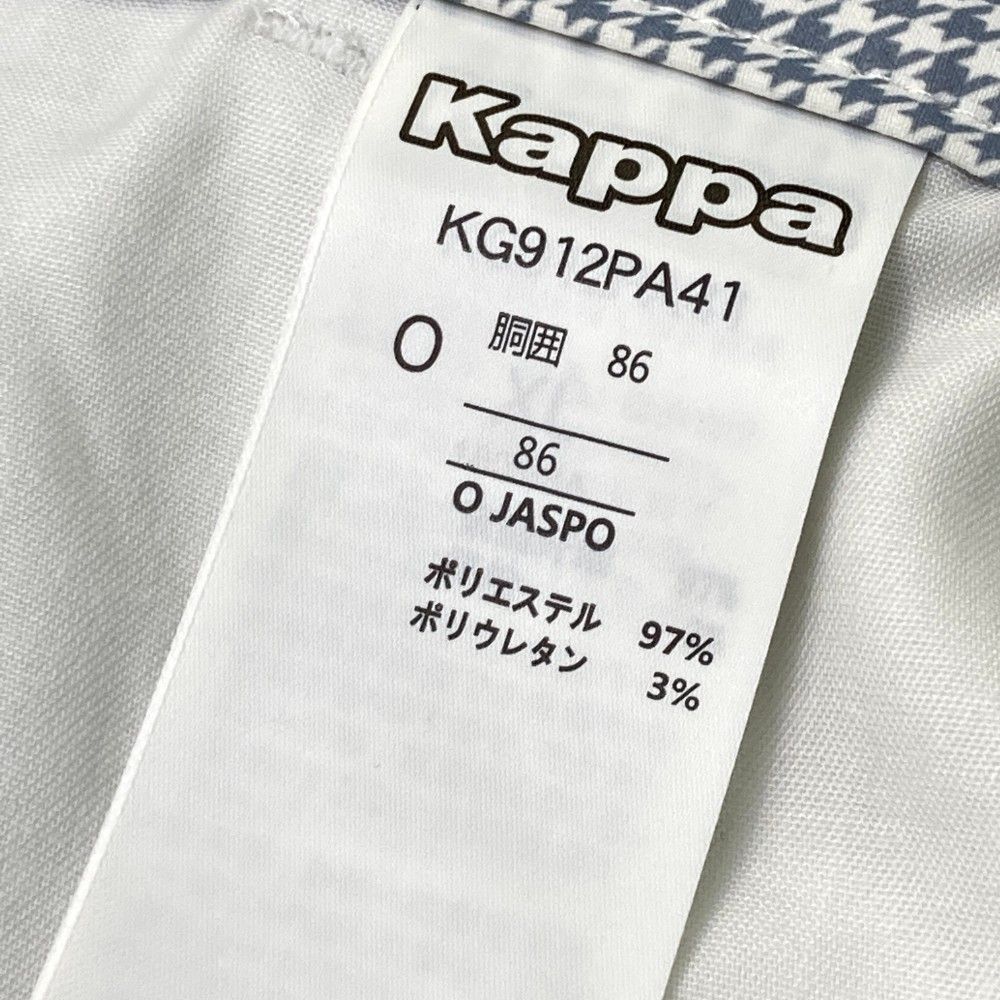 Kappa
KG912PA41
O 胴囲 86
86
O JASPO
ポリエステル 97%
ポリウレタン 3%